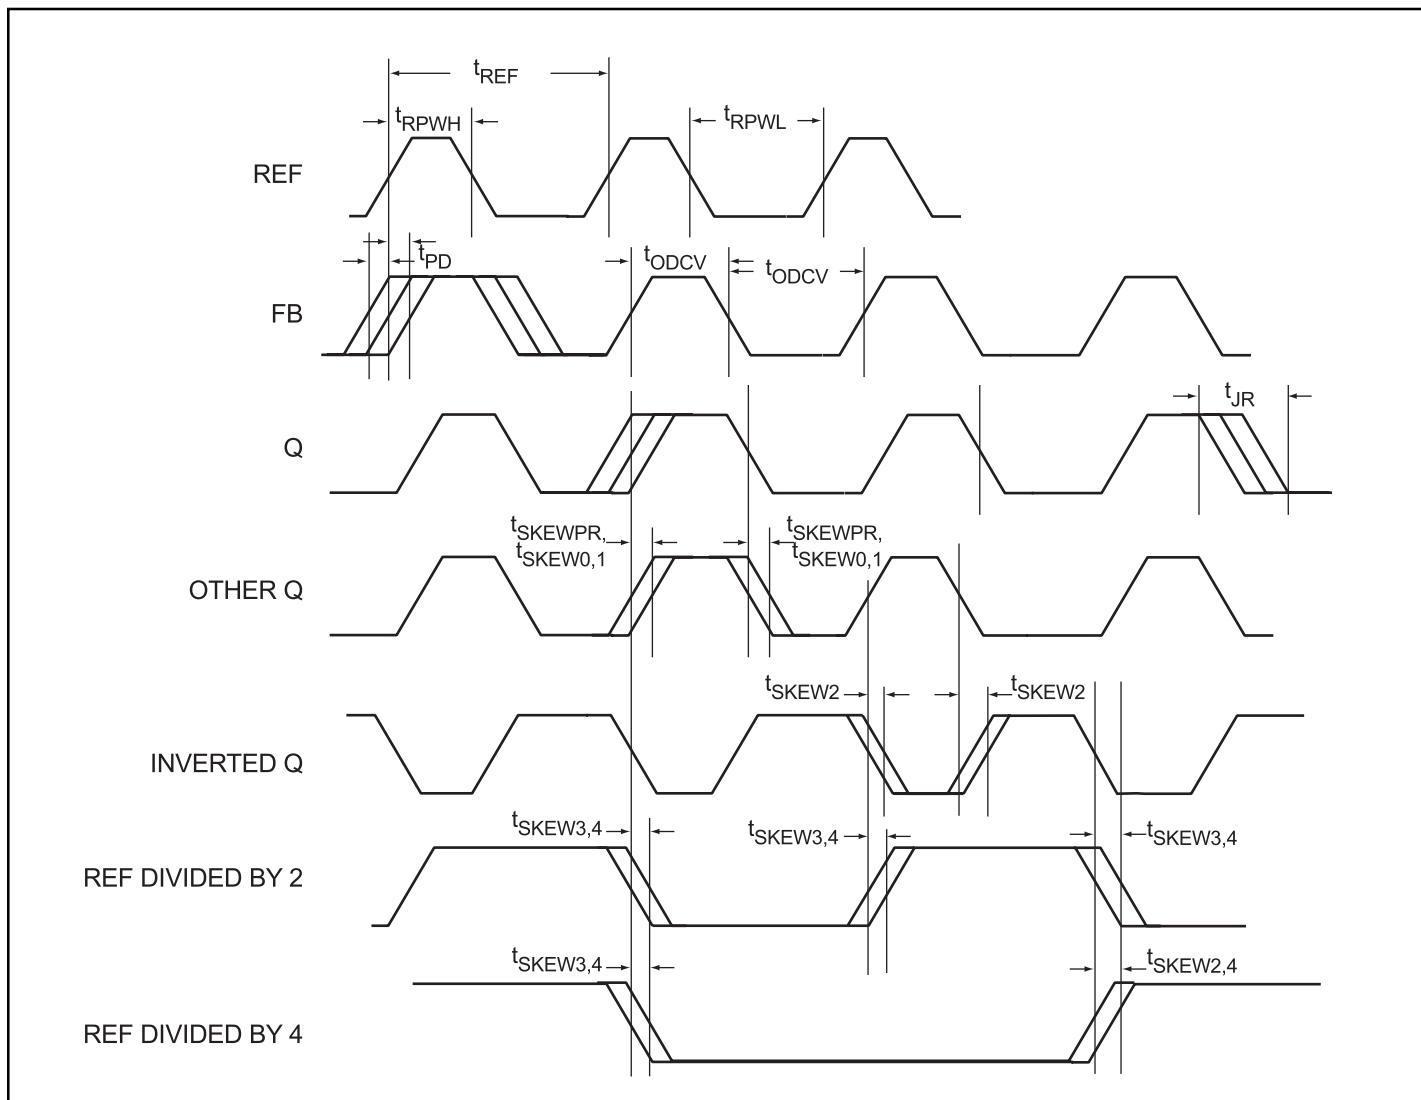 tREF
tRPWH
tRPWL
REF
tPD
tODCV
tODCV
FB
tJR
Q
tSKEWPR,
tSKEW0,1
tSKEWPR,
tSKEW0,1
OTHER Q
tSKEW2
tSKEW2
INVERTED Q
tSKEW3,4
tSKEW3,4
tSKEW3,4
REF DIVIDED BY 2
tSKEW3,4
tSKEW2,4
REF DIVIDED BY 4